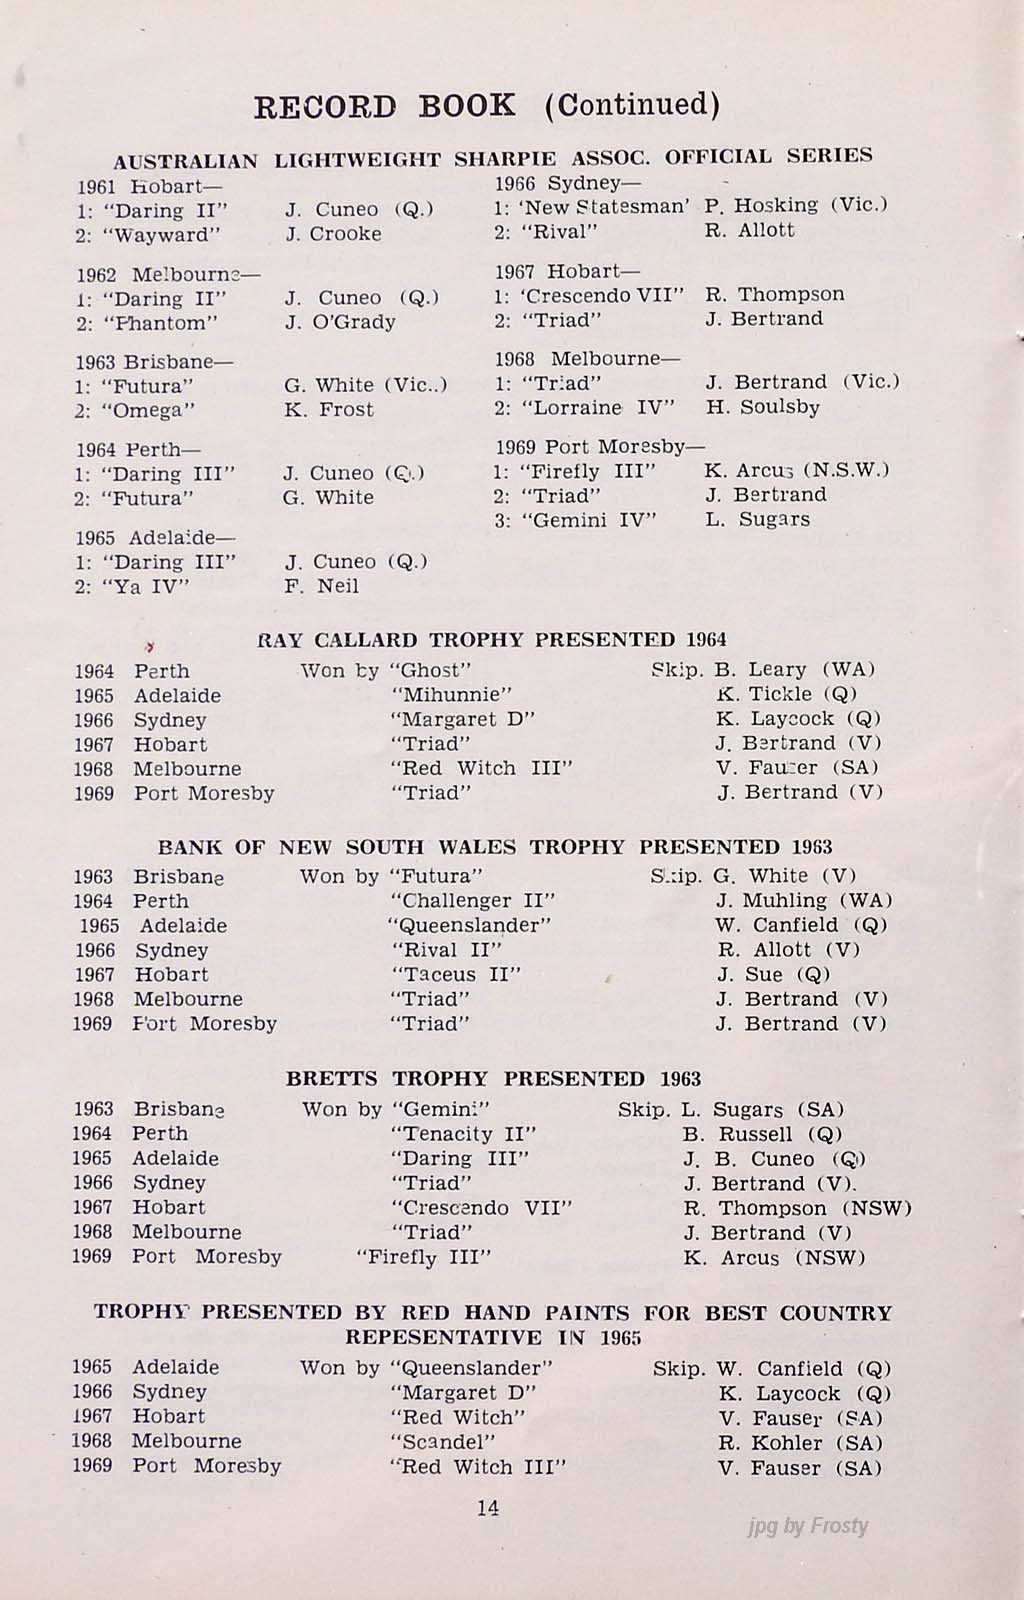 RECORD BOOK (Continued)
AUSTRALIAN LIGHTWEIGHT SHARPIE ASSOC. OFFICIAL SERIES
1961 Hobart—
1: “Daring II” J. Cuneo (Q.)
2: “Wayward” J. Crooke
1962 Melbourne—
1: “Daring II” J. Cuneo (Q.)
2: “Phantom” J. O'Grady
1963 Brisbane—
1: “Futura” G. White (Vic..)
2: “Omega” K. Frost
1964 Perth—
1: “Daring III” J. Cuneo (Q.)
2: “Futura” G. White
1965 Adelaide—
1: “Daring III” J. Cuneo (Q.)
2: “Ya IV” F. Neil
1966 Sydney—
1: 'New Statesman' P. Hosking (Vic.)
2: “Rival” R. Allott
1967 Hobart—
1: 'Crescendo VII” R. Thompson
2: “Triad” J. Bertrand
1968 Melbourne—
1: “Triad” J. Bertrand (Vic.)
2: “Lorraine IV” H. Soulsby
1969 Port Moresby—
1: “Firefly III” K. Arcus (N.S.W.)
2: “Triad” J. Bertrand
3: “Gemini IV” L. Sugars
RAY CALLARD TROPHY PRESENTED 1964
1964 Perth Won by “Ghost” Skip. B. Leary (WA)
1965 Adelaide “Mihunnie” K. Tickle (Q)
1966 Sydney “Margaret D” K. Laycock (Q)
1967 Hobart “Triad” J. Bertrand (V)
1968 Melbourne “Red Witch III” V. Fauser (SA)
1969 Port Moresby “Triad” J. Bertrand (V)
BANK OF NEW SOUTH WALES TROPHY PRESENTED 1963
1963 Brisbane Won by “Futura” Skip. G. White (V)
1964 Perth “Challenger II” J. Muhling (WA)
1965 Adelaide “Queenslander” W. Canfield (Q)
1966 Sydney “Rival II” R. Allott (V)
1967 Hobart “Taceus II” J. Sue (Q)
1968 Melbourne “Triad” J. Bertrand (V)
1969 Port Moresby “Triad” J. Bertrand (V)
BRETTS TROPHY PRESENTED 1963
1963 Brisbane Won by “Gemini” Skip. L. Sugars (SA)
1964 Perth “Tenacity II” B. Russell (Q)
1965 Adelaide “Daring III” J. B. Cuneo (Q)
1966 Sydney “Triad” J. Bertrand (V).
1967 Hobart “Crescendo VII” R. Thompson (NSW)
1968 Melbourne “Triad” J. Bertrand (V)
1969 Port Moresby “Firefly III” K. Arcus (NSW)
TROPHY PRESENTED BY RED HAND PAINTS FOR BEST COUNTRY
REPESENTATIVE IN 1965
1965 Adelaide Won by “Queenslander” Skip. W. Canfield (Q)
1966 Sydney “Margaret D” K. Laycock (Q)
1967 Hobart “Red Witch” V. Fauser (SA)
1968 Melbourne “Scandel” R. Kohler (SA)
1969 Port Moresby “Red Witch III” V. Fauser (SA)
14
jpg by Frosty